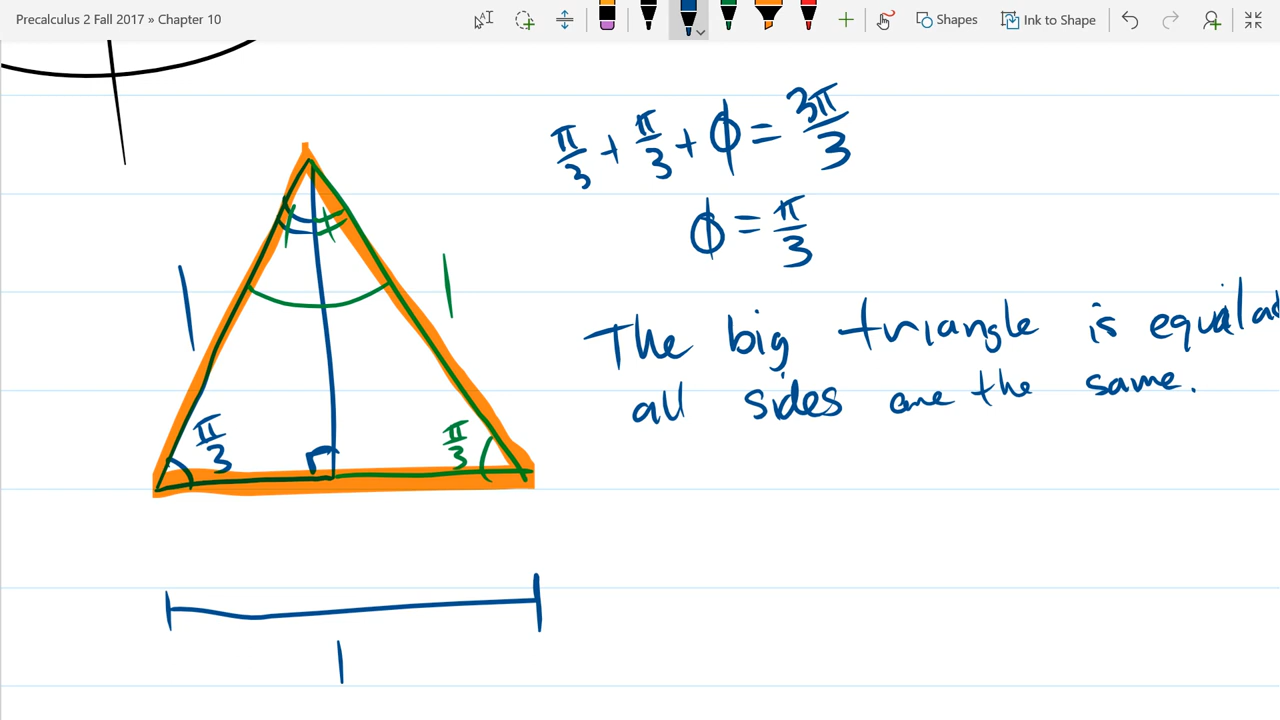 Precalculus 2 Fall 2017 » Chapter 10
Shapes
Ink to Shape
π/3 + π/3 + ϕ = 3π/3
ϕ = π/3
1
1
The big triangle is
all sides are the same.
π/3
π/3
1